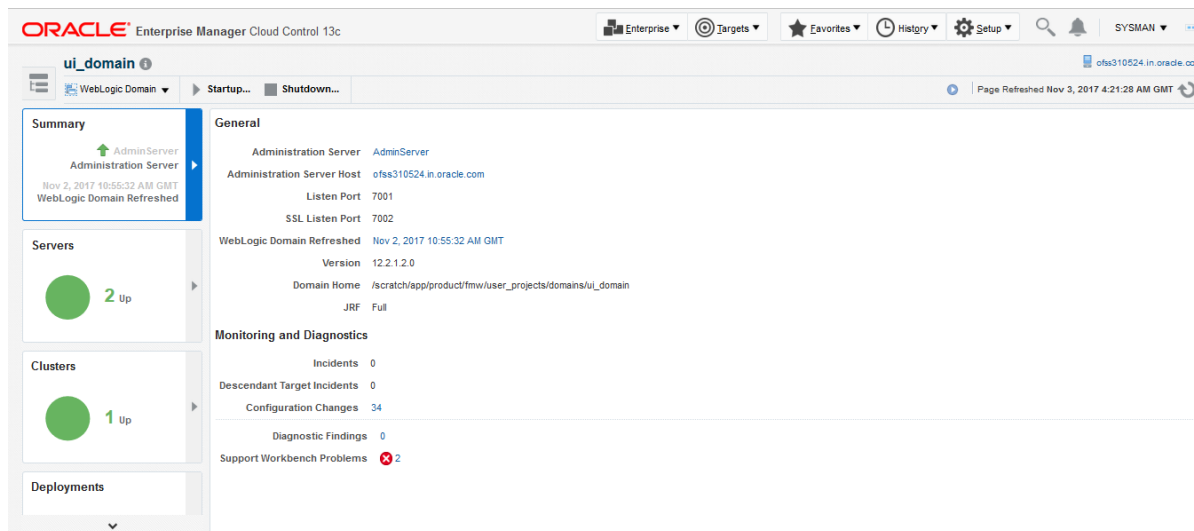 ORACLE® Enterprise Manager Cloud Control 13c
Enterprise
Targets
Favorites
History
Setup
SYSMAN
ui_domain
ofss310524.in.oracle.co
WebLogic Domain
Startup...
Shutdown...
Page Refreshed Nov 3, 2017 4:21:28 AM GMT
Summary
AdminServer
Administration Server
Nov 2, 2017 10:55:32 AM GMT
WebLogic Domain Refreshed
Servers
2 Up
Clusters
1 Up
Deployments
General
Administration Server AdminServer
Administration Server Host ofss310524.in.oracle.com
Listen Port 7001
SSL Listen Port 7002
WebLogic Domain Refreshed Nov 2, 2017 10:55:32 AM GMT
Version 12.2.1.2.0
Domain Home /scratch/app/product/fmw/user_projects/domains/ui_domain
JRF Full
Monitoring and Diagnostics
Incidents 0
Descendant Target Incidents 0
Configuration Changes 34
Diagnostic Findings 0
Support Workbench Problems 2